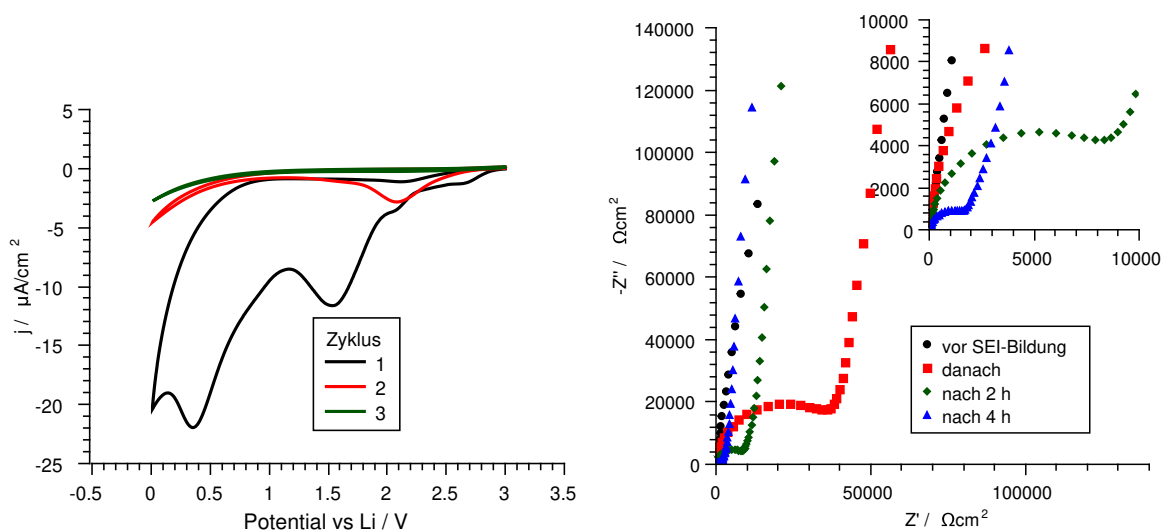 5
0
-5
-10
-15
-20
-25
j / µA/cm²
-0.5 0 0.5 1 1.5 2 2.5 3 3.5
Potential vs Li / V
Zyklus
1
2
3
140000
120000
100000
80000
60000
40000
20000
0
-Z'' / Ωcm²
0 50000 100000
Z' / Ωcm²
10000
8000
6000
4000
2000
0
0 5000 10000
vor SEI-Bildung
danach
nach 2 h
nach 4 h